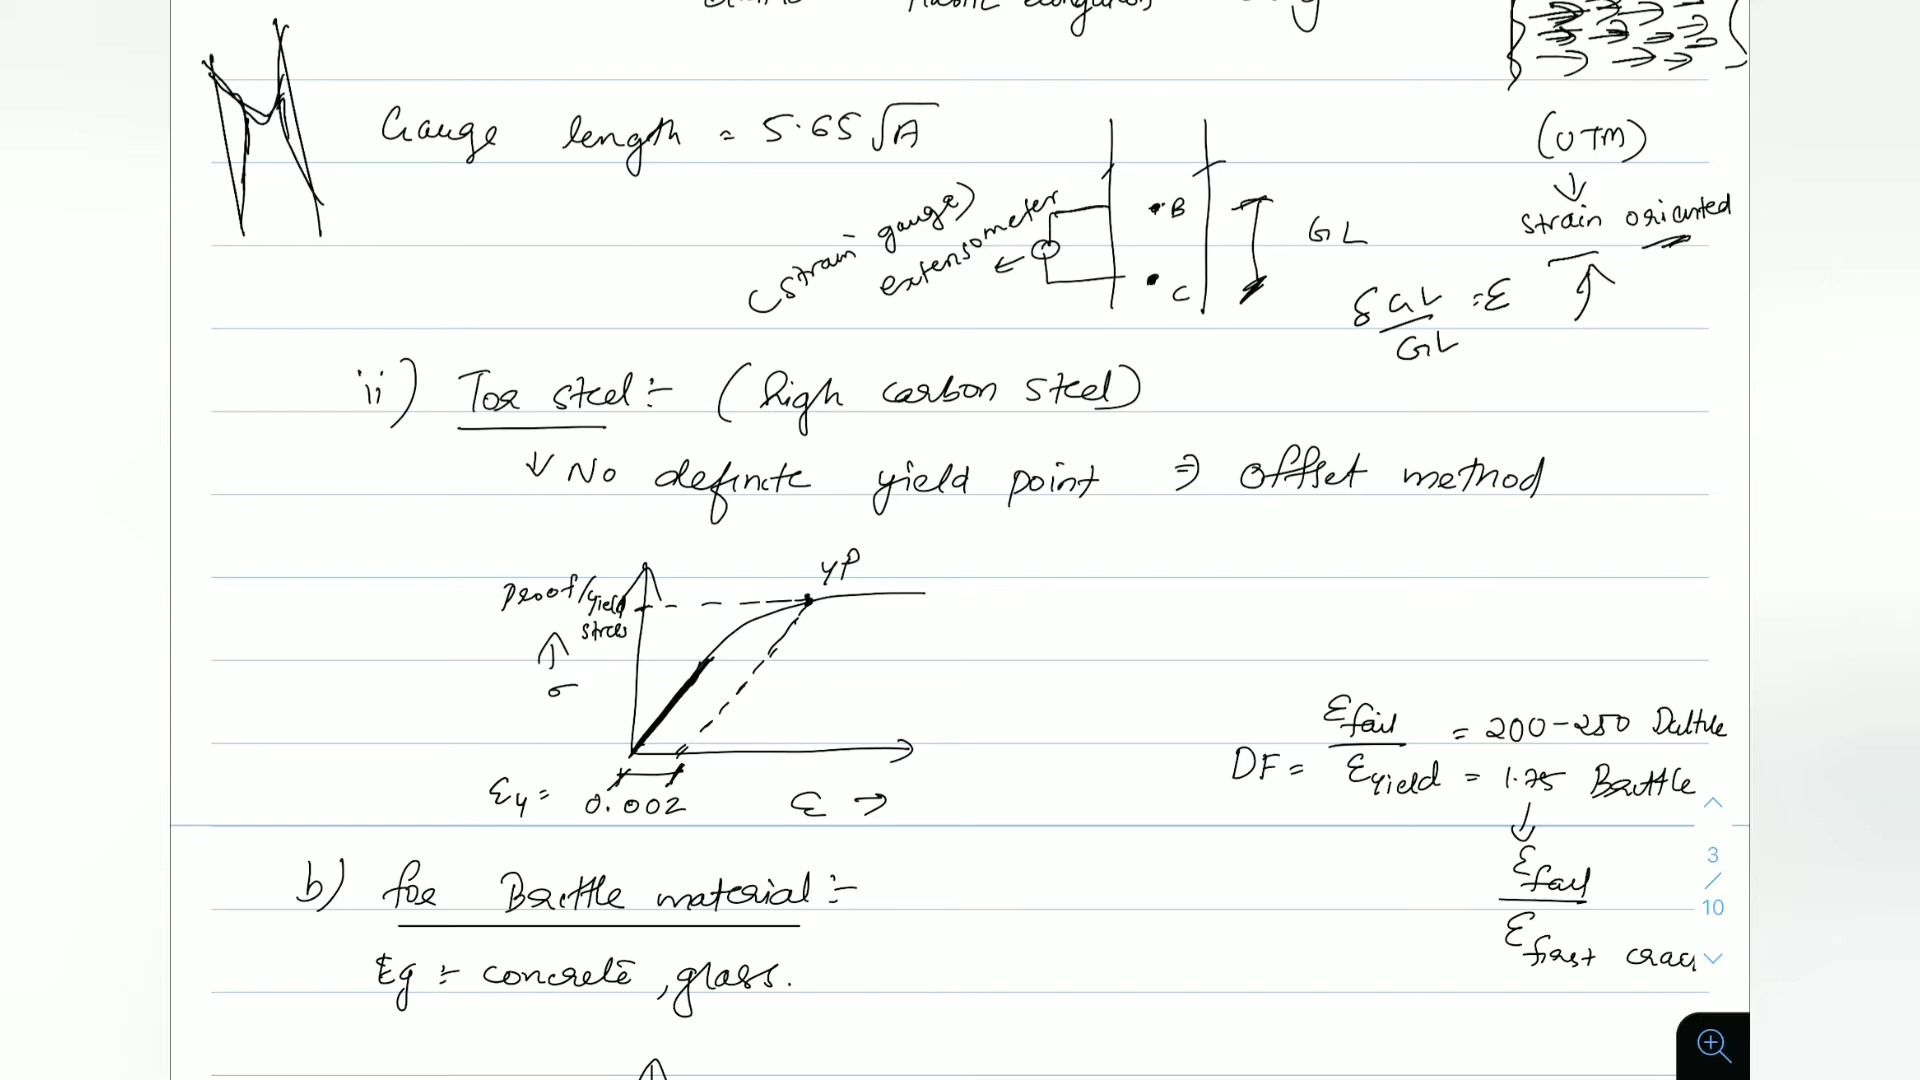 Gauge length = 5.65 √A
(UTM)
strain oriented
(strain gauge)
extensometer
B
C
GL
δGL/GL = ε
ii) Tor steel :- (high carbon steel)
↓ No definite yield point ⇒ offset method
YP
Proof/yield
stress
σ
εy = 0.002
ε →
DF = εfail/εyield = 200-250 Ductile
= 1.75 Brittle
εfail
εfirst crack
b) for Brittle material :-
Eg :- concrete, glass.
3
/
10